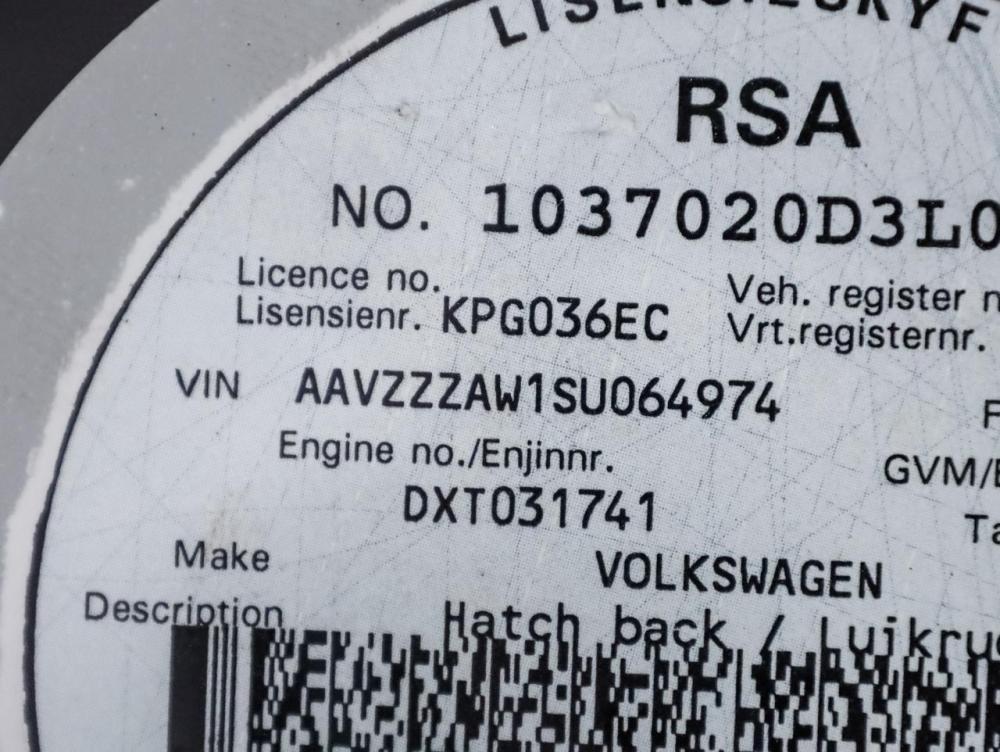 RSA
NO. 1037020D3L0
Licence no.
Lisensienr. KPG036EC
Veh. register
Vrt.registernr.
VIN AAVZZZAW1SU064974
Engine no./Enjinnr.
GVM/
DXT031741
Make VOLKSWAGEN
Description Hatch back /